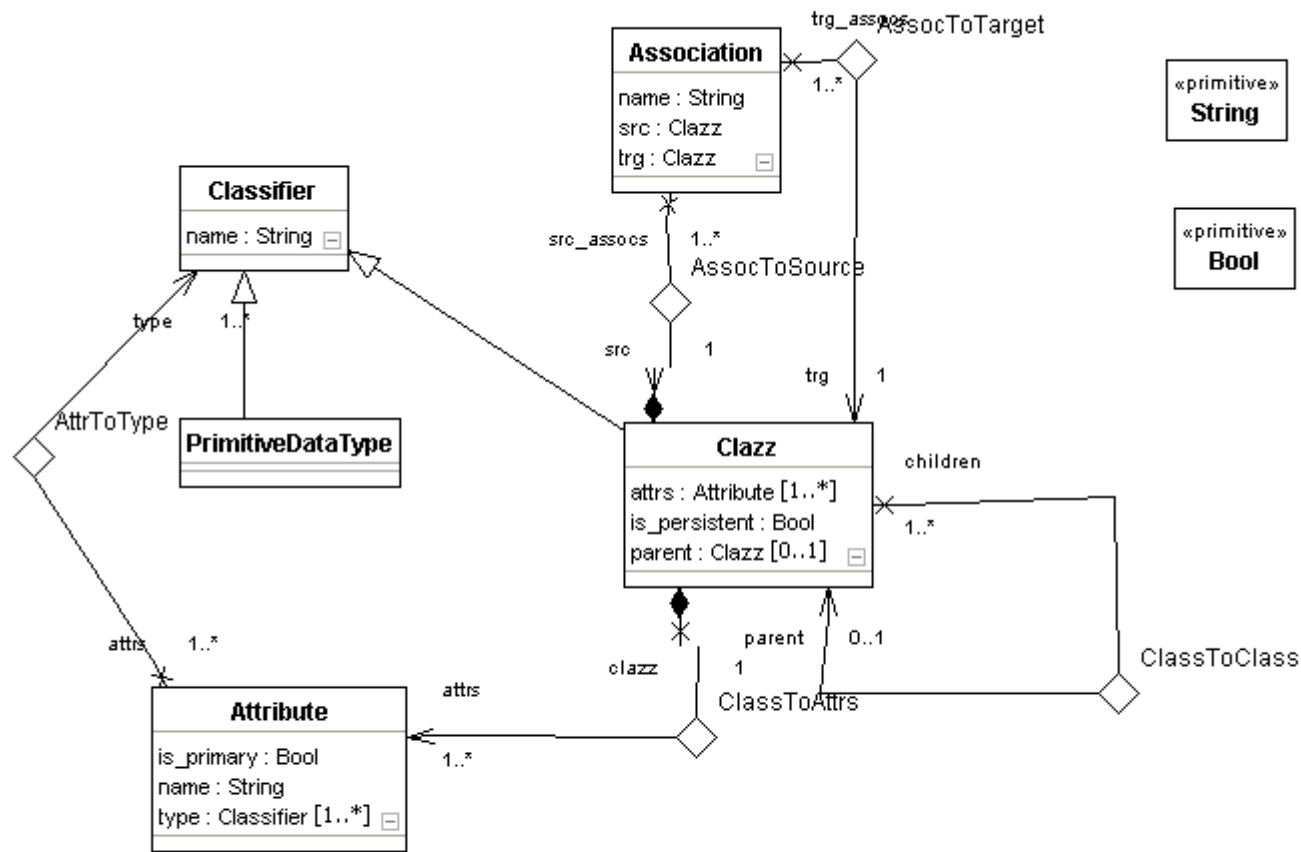 trg_assocs
AssocToTarget
Association
name : String
src : Clazz
trg : Clazz
1..*
«primitive»
String
Classifier
name : String
src_assocs
1..*
AssocToSource
«primitive»
Bool
type
1..*
src
1
trg
1
AttrToType
PrimitiveDataType
Clazz
attrs : Attribute [1..*]
is_persistent : Bool
parent : Clazz [0..1]
children
1..*
attrs
1..*
clazz
1
parent
0..1
ClassToClass
attrs
1..*
ClassToAttrs
Attribute
is_primary : Bool
name : String
type : Classifier [1..*]